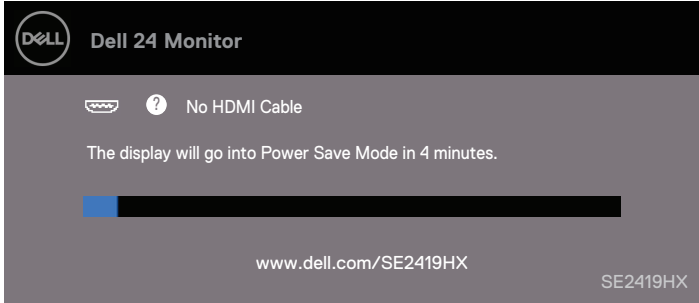 DELL
Dell 24 Monitor
? No HDMI Cable
The display will go into Power Save Mode in 4 minutes.
www.dell.com/SE2419HX
SE2419HX